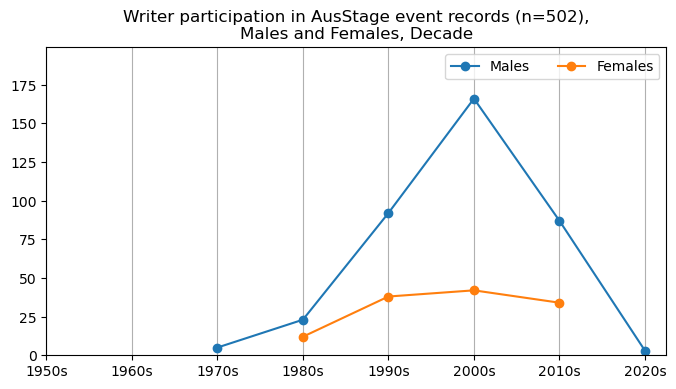 Writer participation in AusStage event records (n=502),
Males and Females, Decade
Males
Females
175
150
125
100
75
50
25
0
1950s
1960s
1970s
1980s
1990s
2000s
2010s
2020s